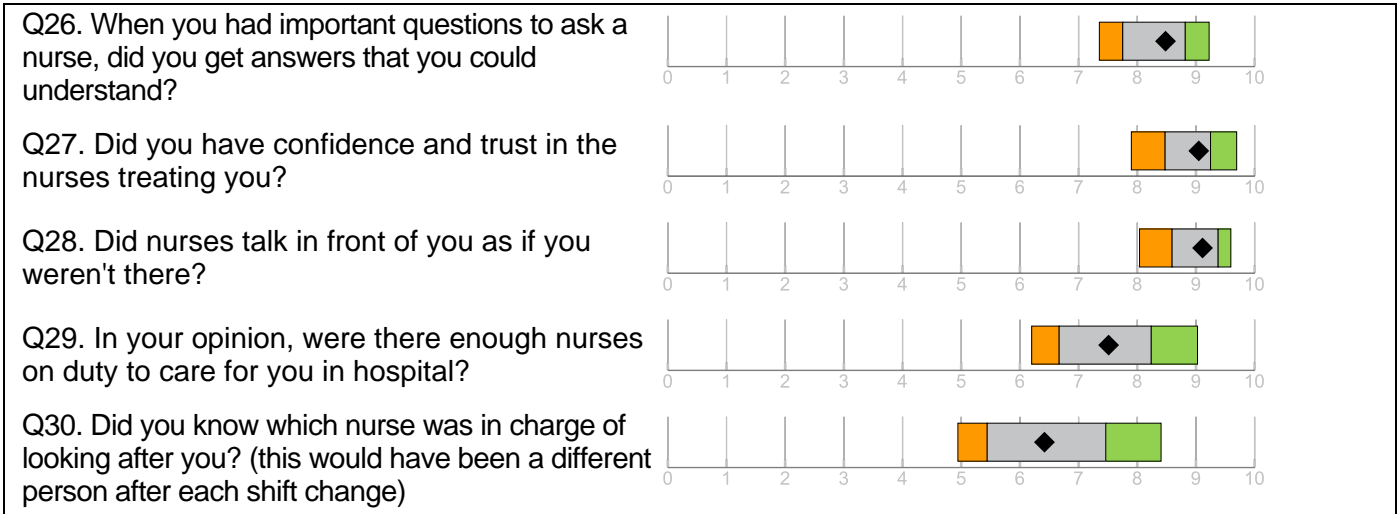 Q26. When you had important questions to ask a
nurse, did you get answers that you could
understand?
0 1 2 3 4 5 6 7 8 9 10
Q27. Did you have confidence and trust in the
nurses treating you?
0 1 2 3 4 5 6 7 8 9 10
Q28. Did nurses talk in front of you as if you
weren't there?
0 1 2 3 4 5 6 7 8 9 10
Q29. In your opinion, were there enough nurses
on duty to care for you in hospital?
0 1 2 3 4 5 6 7 8 9 10
Q30. Did you know which nurse was in charge of
looking after you? (this would have been a different
person after each shift change)
0 1 2 3 4 5 6 7 8 9 10